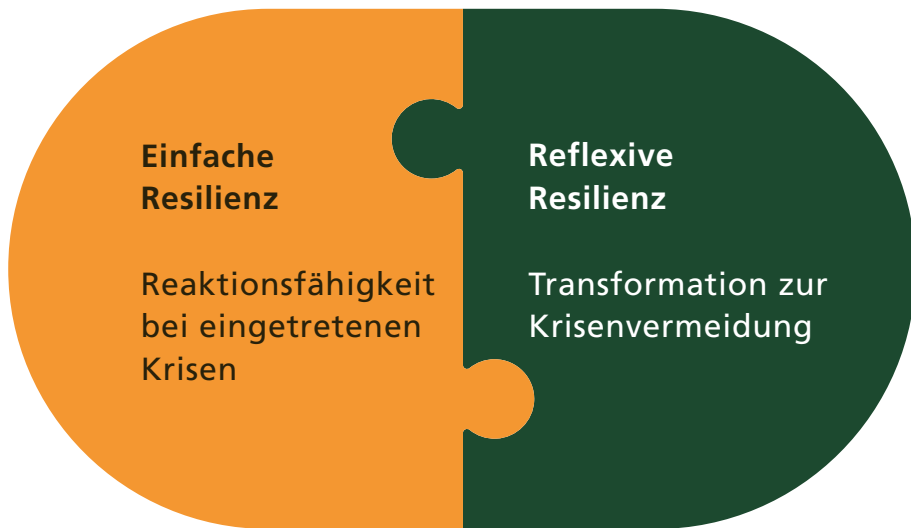 Einfache
Resilienz
Reaktionsfähigkeit
bei eingetretenen
Krisen
Reflexive
Resilienz
Transformation zur
Krisenvermeidung